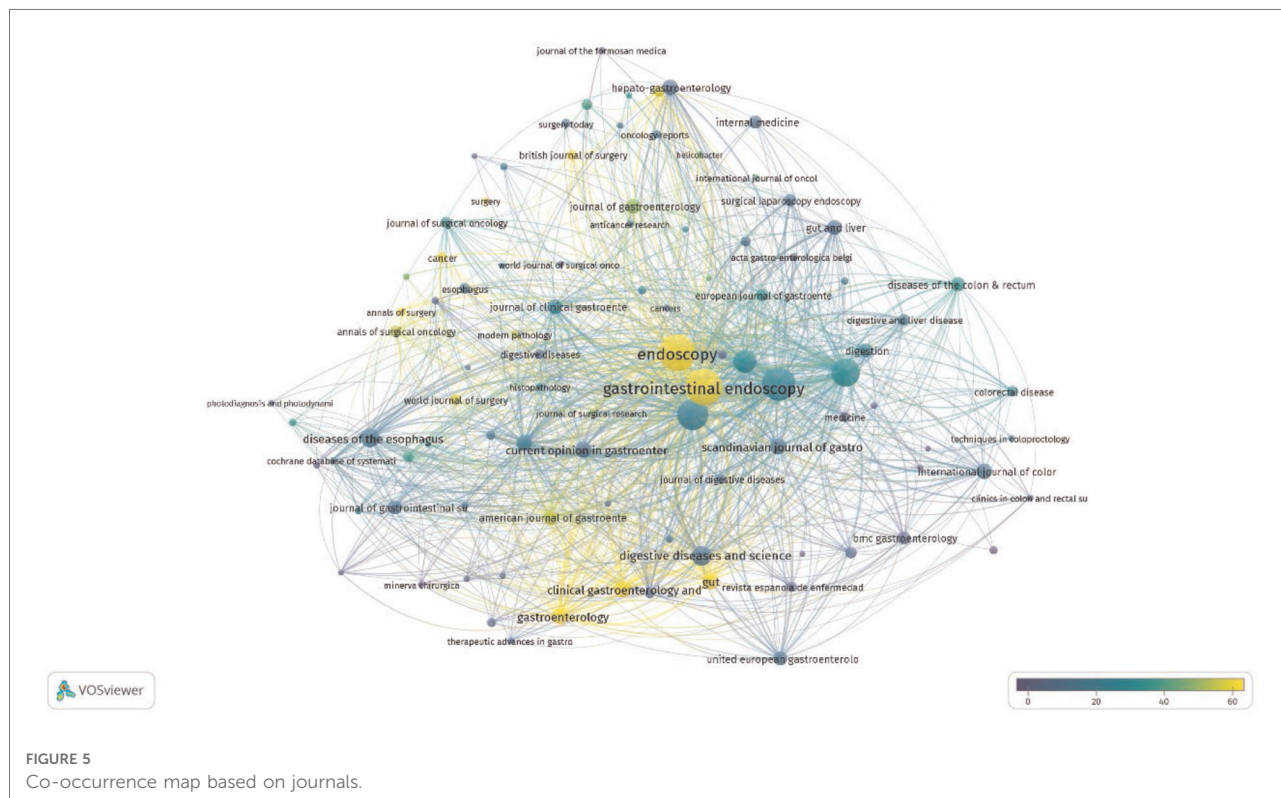 journal of the formosan medica
hepato-gastroenterology
internal medicine
surgery today
oncology reports
british journal of surgery
helicobacter
international journal of oncol
surgery
surgical laparoscopy endoscopy
journal of gastroenterology
journal of surgical oncology
anticancer research
gut and liver
cancer
acta gastro-enterologica belgi
world journal of surgical onco
esophagus
european journal of gastroente
diseases of the colon & rectum
annals of surgery
journal of clinical gastroente
cancers
digestive and liver disease
annals of surgical oncology
modern pathology
digestive diseases
endoscopy
digestion
histopathology
gastrointestinal endoscopy
colorectal disease
photodiagnosis and photodynami
world journal of surgery
journal of surgical research
medicine
diseases of the esophagus
techniques in coloproctology
current opinion in gastroenter
scandinavian journal of gastro
cochrane database of systemati
international journal of color
journal of digestive diseases
clinics in colon and rectal su
journal of gastrointestinal su
american journal of gastroente
bmc gastroenterology
digestive diseases and science
minerva chirurgica
clinical gastroenterology and
gut
revista espanola de enfermedad
gastroenterology
therapeutic advances in gastro
united european gastroenterolo
VOSviewer
0 20 40 60
FIGURE 5
Co-occurrence map based on journals.